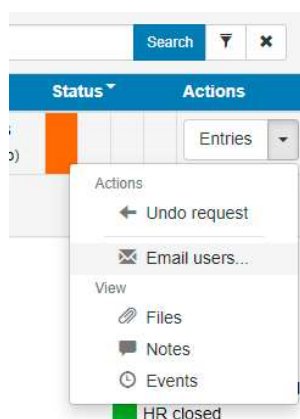 Search
Status Actions
Entries
Actions
Undo request
Email users...
View
Files
Notes
Events
HR closed